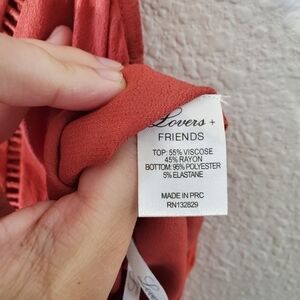 Lovers +
FRIENDS
TOP: 55% VISCOSE
45% RAYON
BOTTOM: 95% POLYESTER
5% ELASTANE
MADE IN PRC
RN132829